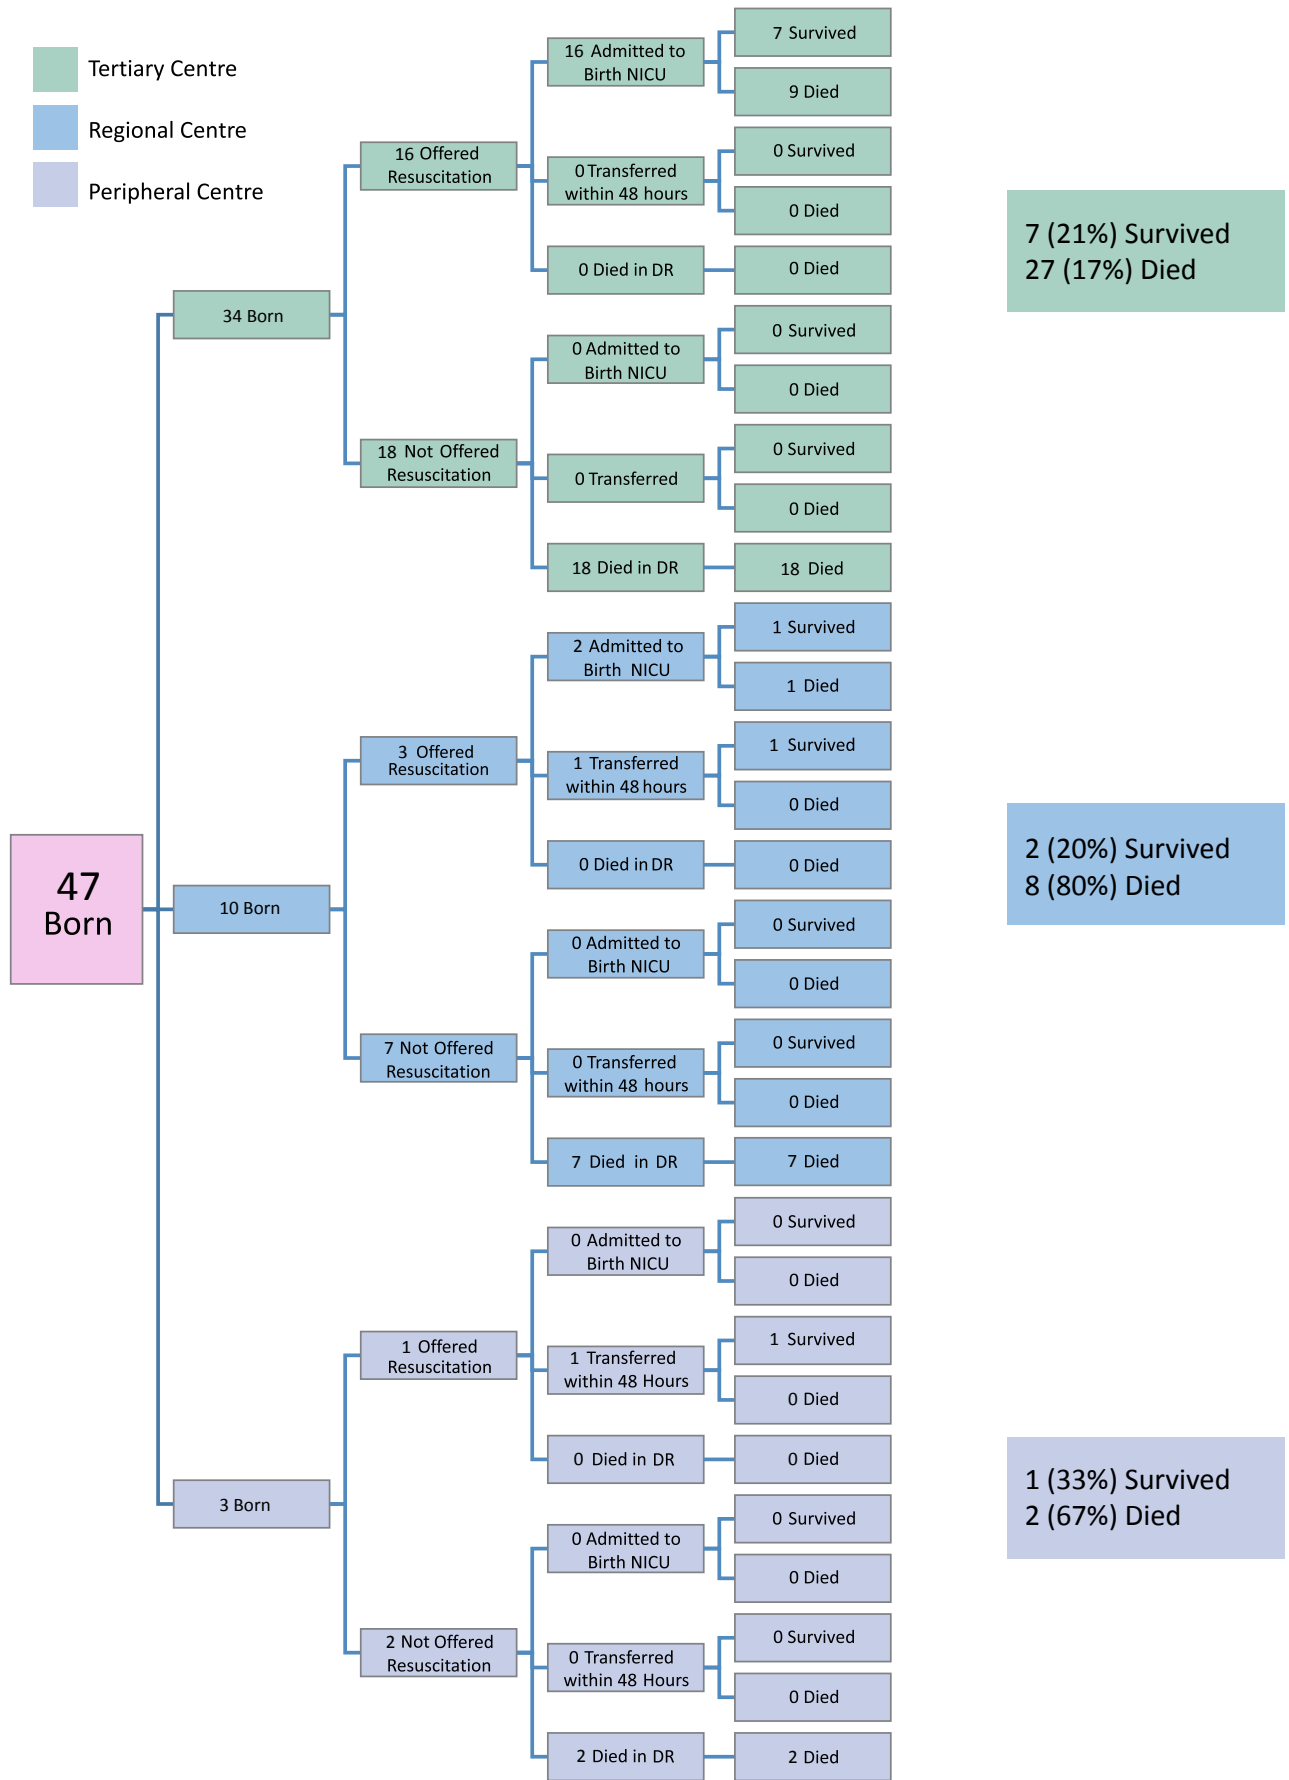 Tertiary Centre
Regional Centre
Peripheral Centre
47
Born
34 Born
16 Offered
Resuscitation
16 Admitted to
Birth NICU
7 Survived
9 Died
0 Transferred
within 48 hours
0 Survived
0 Died
0 Died in DR
0 Died
18 Not Offered
Resuscitation
0 Admitted to
Birth NICU
0 Survived
0 Died
0 Transferred
0 Survived
0 Died
18 Died in DR
18 Died
7 (21%) Survived
27 (17%) Died
10 Born
3 Offered
Resuscitation
2 Admitted to
Birth NICU
1 Survived
1 Died
1 Transferred
within 48 hours
1 Survived
0 Died
0 Died in DR
0 Died
7 Not Offered
Resuscitation
0 Admitted to
Birth NICU
0 Survived
0 Died
0 Transferred
within 48 hours
0 Survived
0 Died
7 Died in DR
7 Died
2 (20%) Survived
8 (80%) Died
3 Born
1 Offered
Resuscitation
0 Admitted to
Birth NICU
0 Survived
0 Died
1 Transferred
within 48 Hours
1 Survived
0 Died
0 Died in DR
0 Died
2 Not Offered
Resuscitation
0 Admitted to
Birth NICU
0 Survived
0 Died
0 Transferred
within 48 Hours
0 Survived
0 Died
2 Died in DR
2 Died
1 (33%) Survived
2 (67%) Died